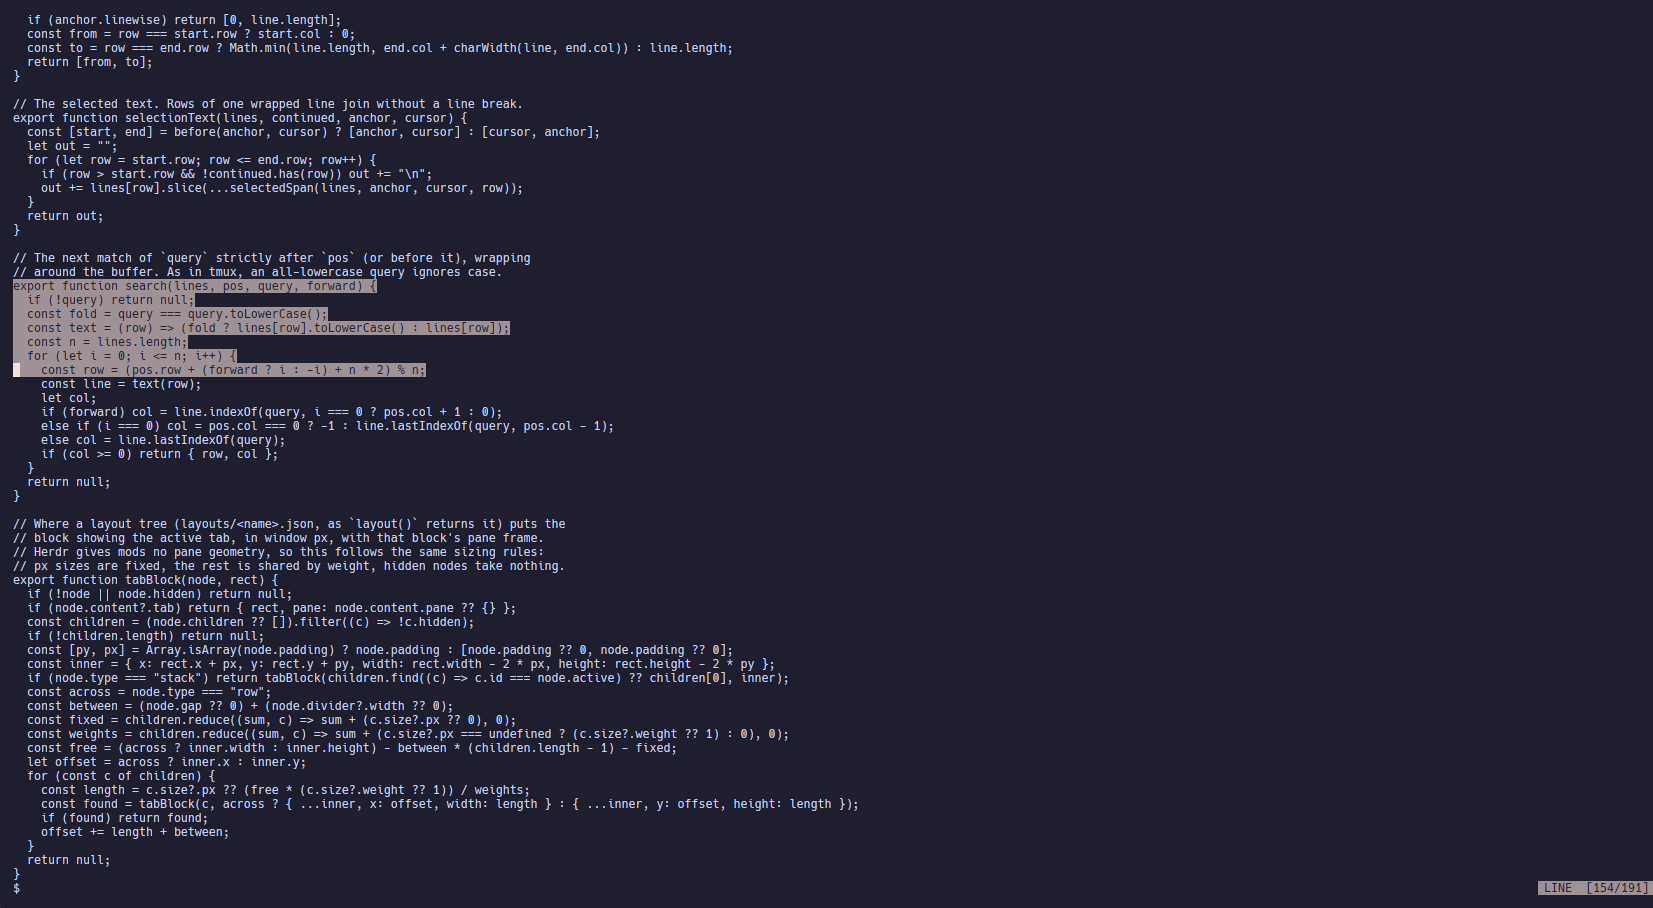 if (anchor.linewise) return [0, line.length];
  const from = row === start.row ? start.col : 0;
  const to = row === end.row ? Math.min(line.length, end.col + charWidth(line, end.col)) : line.length;
  return [from, to];
}

// The selected text. Rows of one wrapped line join without a line break.
export function selectionText(lines, continued, anchor, cursor) {
  const [start, end] = before(anchor, cursor) ? [anchor, cursor] : [cursor, anchor];
  let out = "";
  for (let row = start.row; row <= end.row; row++) {
    if (row > start.row && !continued.has(row)) out += "\n";
    out += lines[row].slice(...selectedSpan(lines, anchor, cursor, row));
  }
  return out;
}

// The next match of `query` strictly after `pos` (or before it), wrapping
// around the buffer. As in tmux, an all-lowercase query ignores case.
export function search(lines, pos, query, forward) {
  if (!query) return null;
  const fold = query === query.toLowerCase();
  const text = (row) => (fold ? lines[row].toLowerCase() : lines[row]);
  const n = lines.length;
  for (let i = 0; i <= n; i++) {
    const row = (pos.row + (forward ? i : -i) + n * 2) % n;
    const line = text(row);
    let col;
    if (forward) col = line.indexOf(query, i === 0 ? pos.col + 1 : 0);
    else if (i === 0) col = pos.col === 0 ? -1 : line.lastIndexOf(query, pos.col - 1);
    else col = line.lastIndexOf(query);
    if (col >= 0) return { row, col };
  }
  return null;
}

// Where a layout tree (layouts/<name>.json, as `layout()` returns it) puts the
// block showing the active tab, in window px, with that block's pane frame.
// Herdr gives mods no pane geometry, so this follows the same sizing rules:
// px sizes are fixed, the rest is shared by weight, hidden nodes take nothing.
export function tabBlock(node, rect) {
  if (!node || node.hidden) return null;
  if (node.content?.tab) return { rect, pane: node.content.pane ?? {} };
  const children = (node.children ?? []).filter((c) => !c.hidden);
  if (!children.length) return null;
  const [py, px] = Array.isArray(node.padding) ? node.padding : [node.padding ?? 0, node.padding ?? 0];
  const inner = { x: rect.x + px, y: rect.y + py, width: rect.width - 2 * px, height: rect.height - 2 * py };
  if (node.type === "stack") return tabBlock(children.find((c) => c.id === node.active) ?? children[0], inner);
  const across = node.type === "row";
  const between = (node.gap ?? 0) + (node.divider?.width ?? 0);
  const fixed = children.reduce((sum, c) => sum + (c.size?.px ?? 0), 0);
  const weights = children.reduce((sum, c) => sum + (c.size?.px === undefined ? (c.size?.weight ?? 1) : 0), 0);
  const free = (across ? inner.width : inner.height) - between * (children.length - 1) - fixed;
  let offset = across ? inner.x : inner.y;
  for (const c of children) {
    const length = c.size?.px ?? (free * (c.size?.weight ?? 1)) / weights;
    const found = tabBlock(c, across ? { ...inner, x: offset, width: length } : { ...inner, y: offset, height: length });
    if (found) return found;
    offset += length + between;
  }
  return null;
}
$
LINE  [154/191]